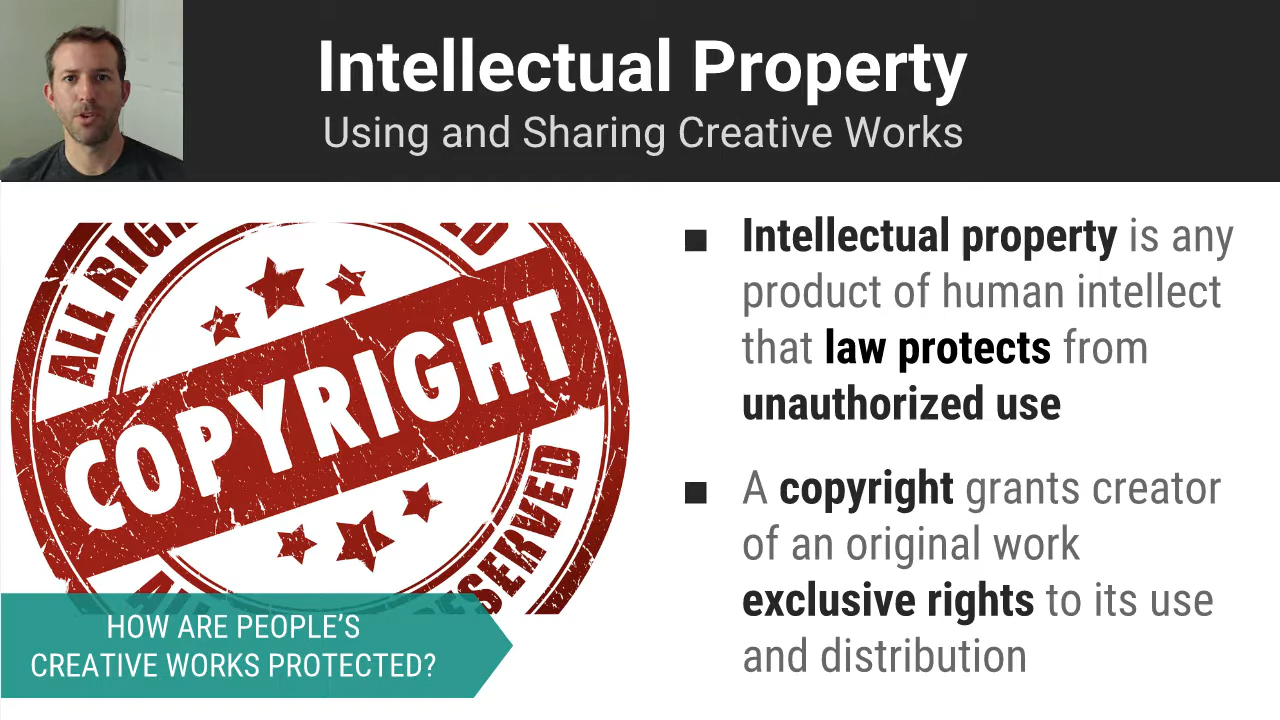 Intellectual Property
Using and Sharing Creative Works
ALL RIGH
COPYRIGHT
ESERVED
■ Intellectual property is any
product of human intellect
that law protects from
unauthorized use
■ A copyright grants creator
of an original work
exclusive rights to its use
and distribution
HOW ARE PEOPLE'S
CREATIVE WORKS PROTECTED?